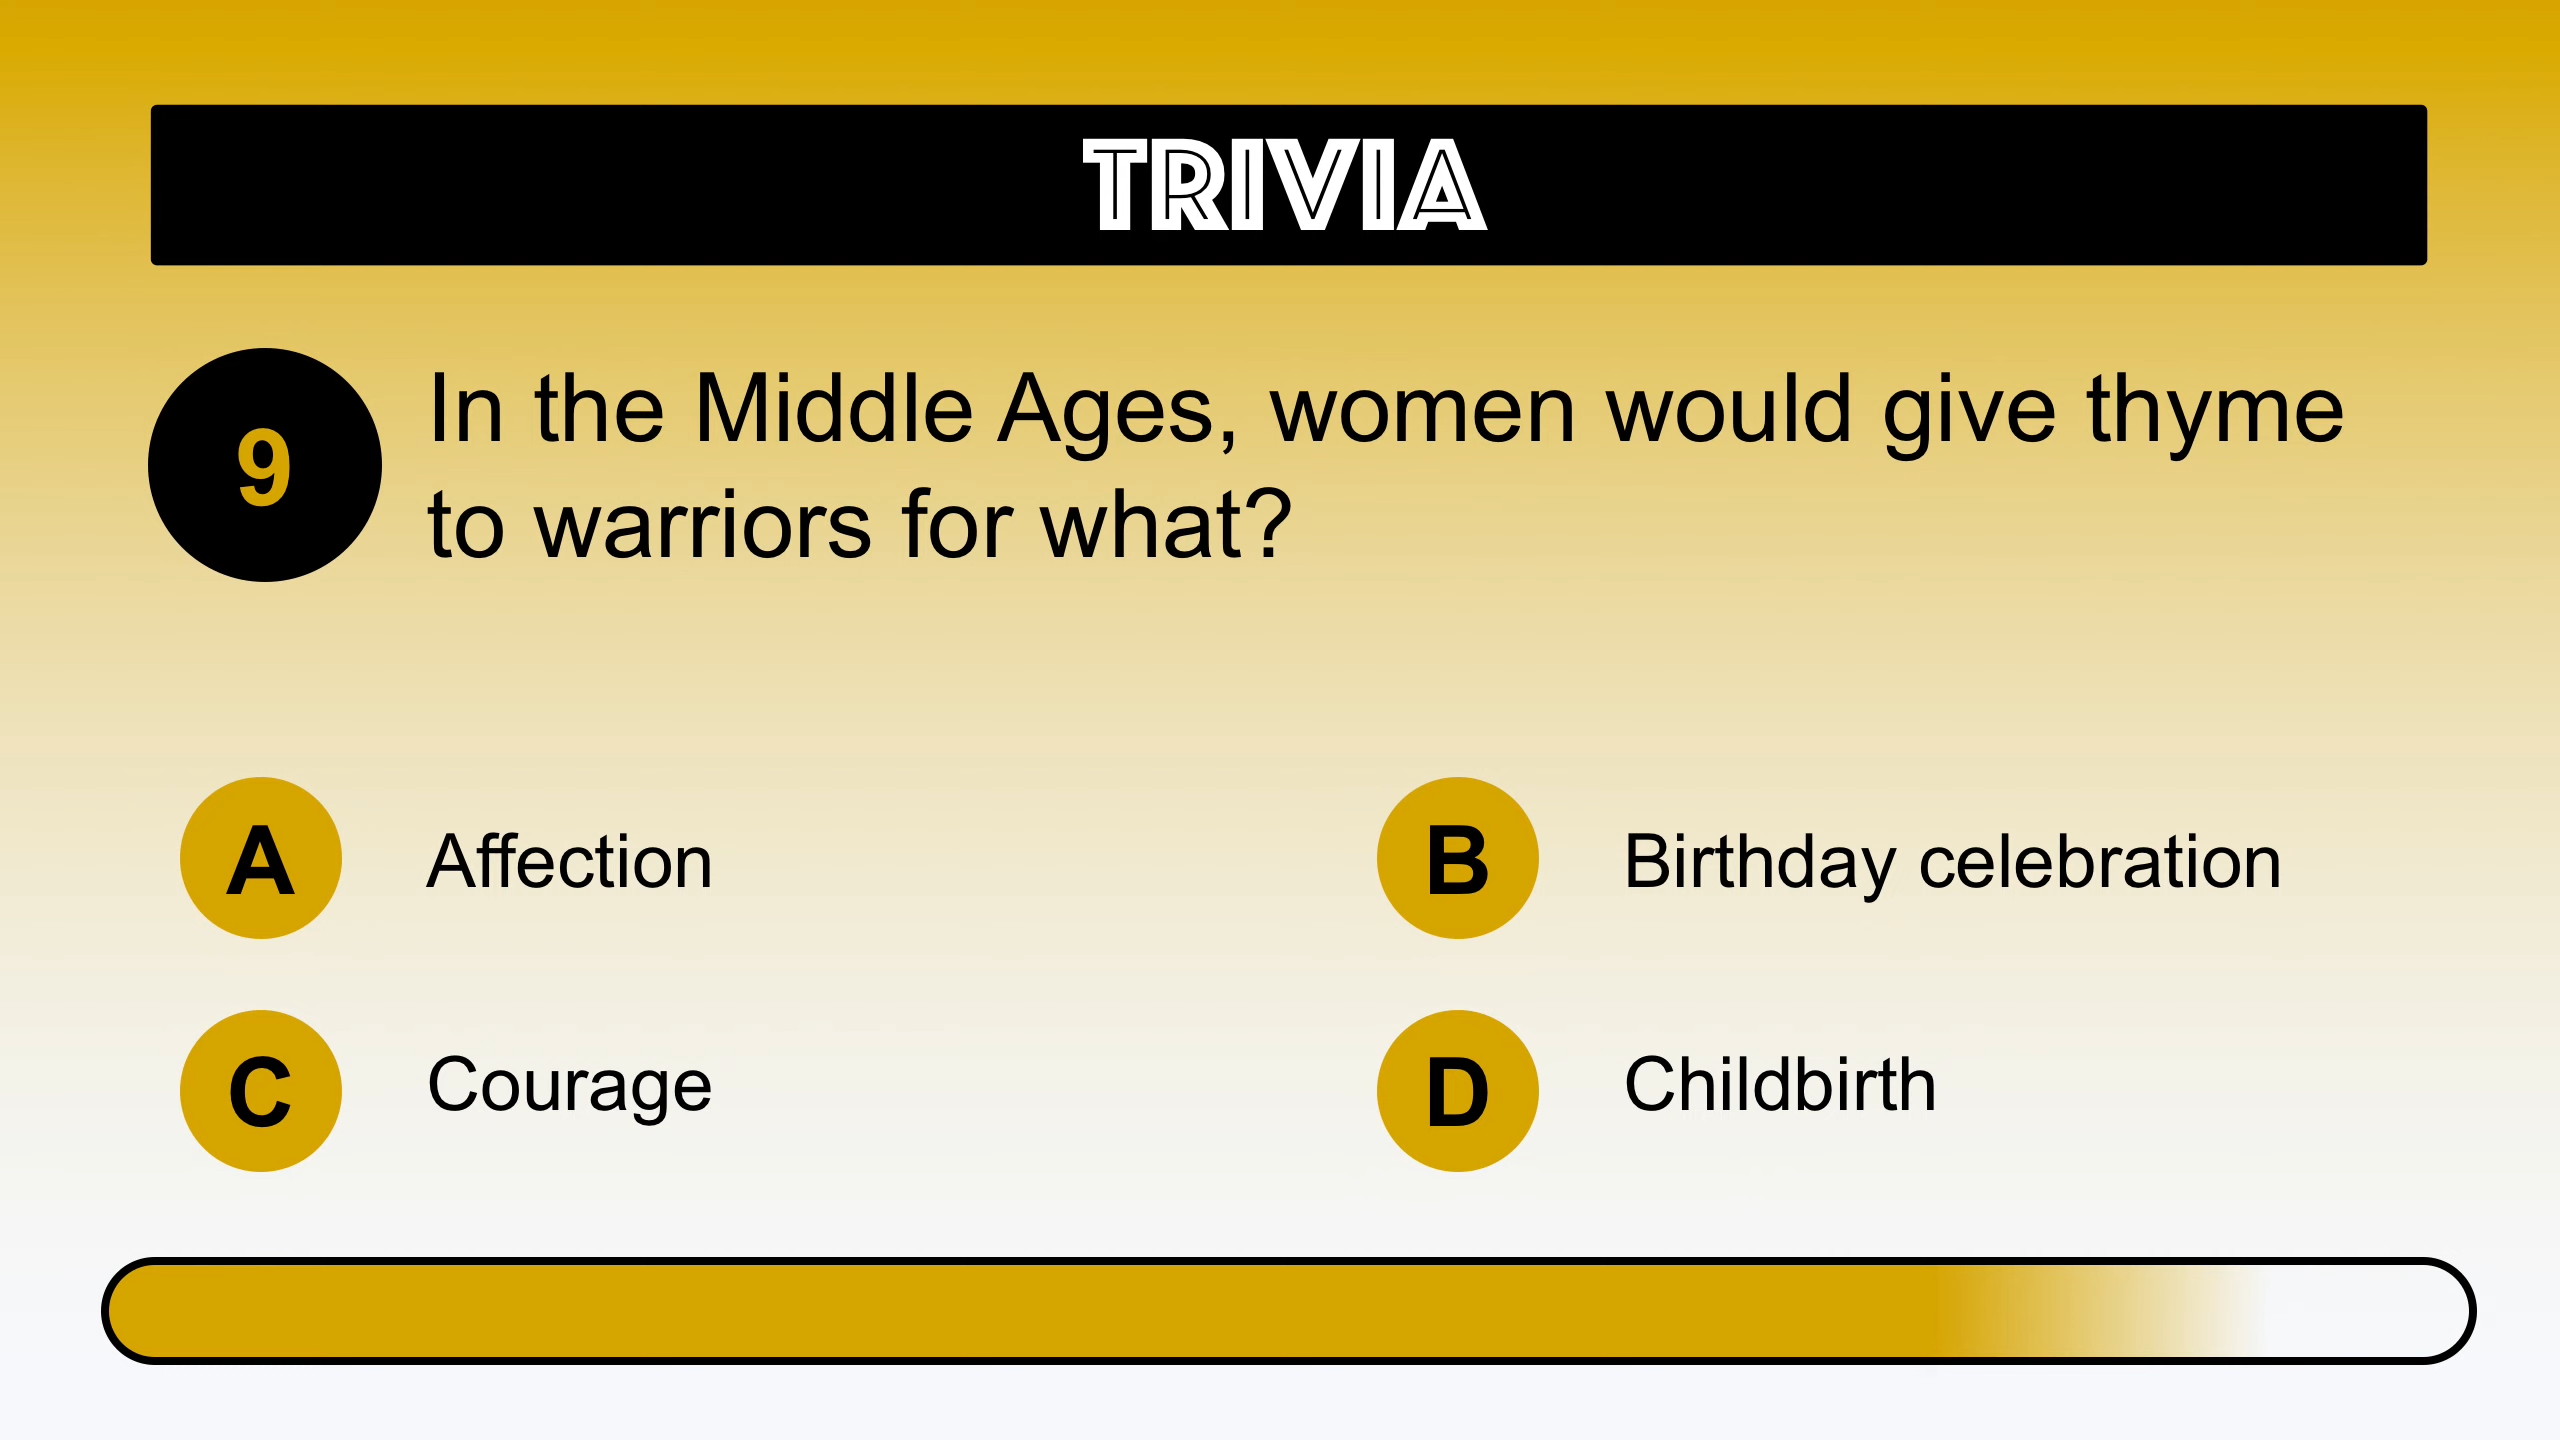 TRIVIA
9
In the Middle Ages, women would give thyme
to warriors for what?
A Affection
B Birthday celebration
C Courage
D Childbirth